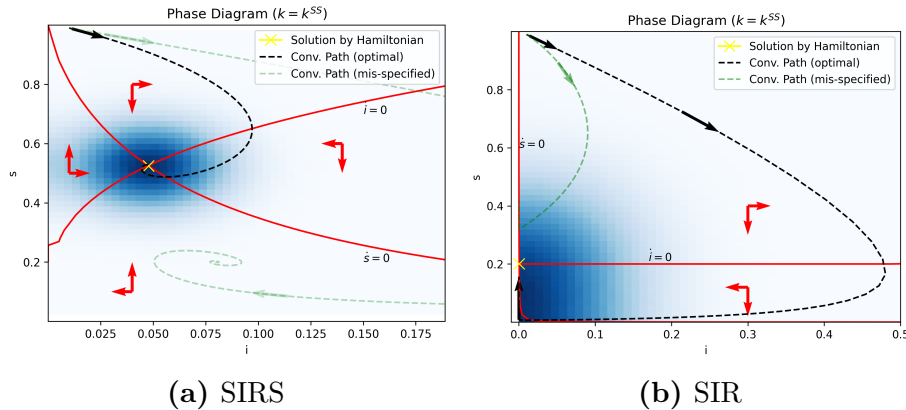 Phase Diagram (k = k^SS)
Solution by Hamiltonian
Conv. Path (optimal)
Conv. Path (mis-specified)
i̇ = 0
ṡ = 0
s
0.8
0.6
0.4
0.2
0.025 0.050 0.075 0.100 0.125 0.150 0.175
i
(a) SIRS
Phase Diagram (k = k^SS)
Solution by Hamiltonian
Conv. Path (optimal)
Conv. Path (mis-specified)
ṡ = 0
i̇ = 0
s
0.8
0.6
0.4
0.2
0.0 0.1 0.2 0.3 0.4 0.5
i
(b) SIR